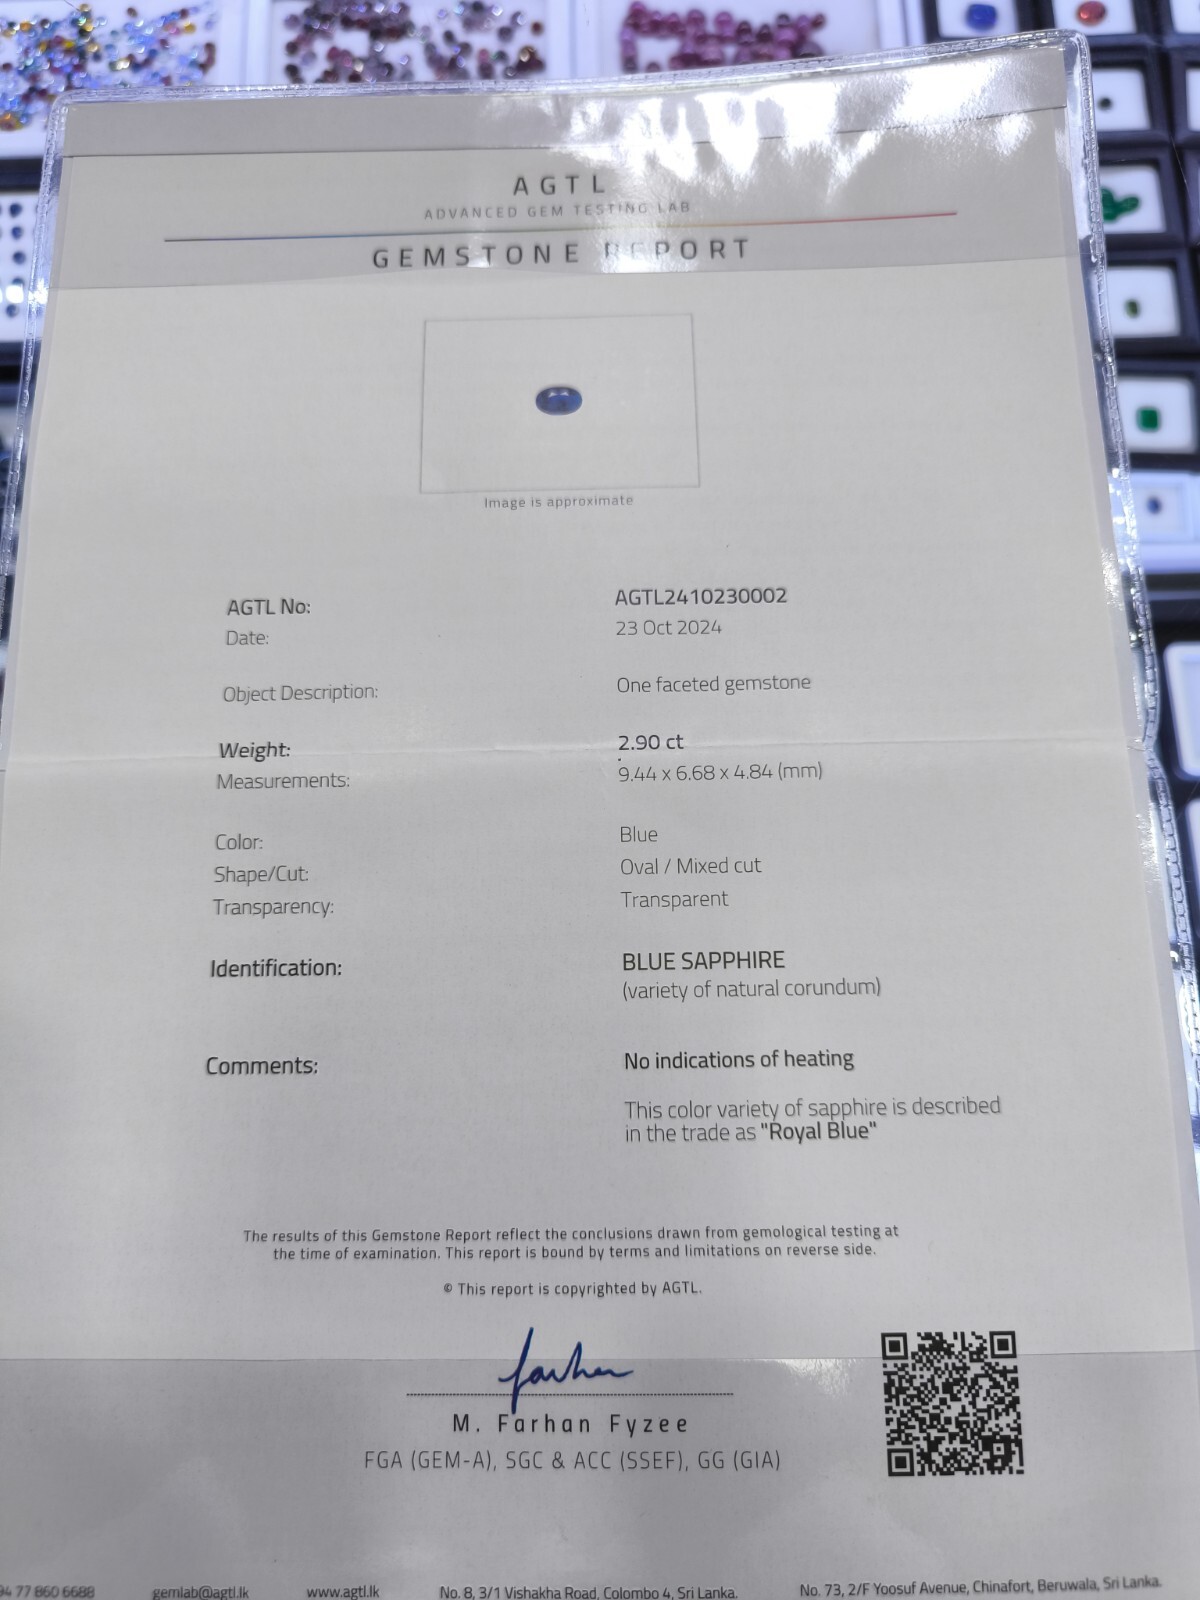 AGTL
ADVANCED GEM TESTING LAB
GEMSTONE REPORT
Image is approximate
AGTL No: AGTL2410230002
Date: 23 Oct 2024
Object Description: One faceted gemstone
Weight: 2.90 ct
Measurements: 9.44 x 6.68 x 4.84 (mm)
Color: Blue
Shape/Cut: Oval / Mixed cut
Transparency: Transparent
Identification: BLUE SAPPHIRE
(variety of natural corundum)
Comments: No indications of heating
This color variety of sapphire is described
in the trade as "Royal Blue"
The results of this Gemstone Report reflect the conclusions drawn from gemological testing at
the time of examination. This report is bound by terms and limitations on reverse side.
© This report is copyrighted by AGTL.
M. Farhan Fyzee
FGA (GEM-A), SGC & ACC (SSEF), GG (GIA)
94 77 860 6688 gemlab@agtl.lk www.agtl.lk No. 8, 3/1 Vishakha Road, Colombo 4, Sri Lanka. No. 73, 2/F Yoosuf Avenue, Chinafort, Beruwala, Sri Lanka.